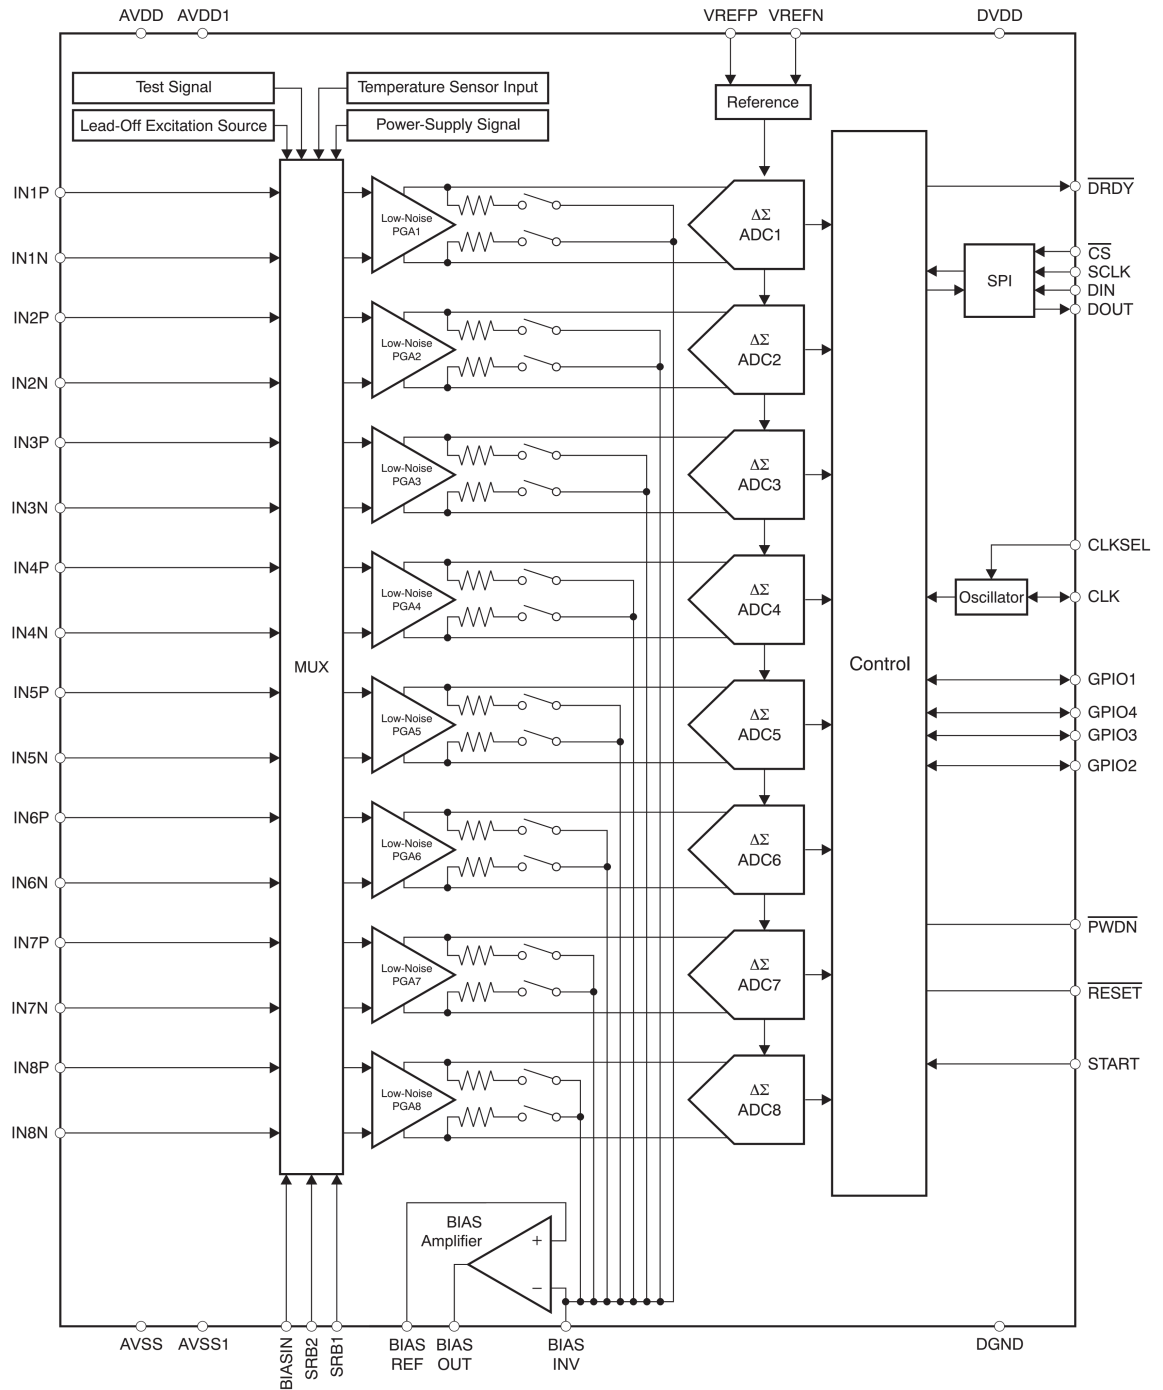 AVDD AVDD1 VREFP VREFN DVDD
Test Signal Temperature Sensor Input
Reference
Lead-Off Excitation Source Power-Supply Signal
IN1P
DRDY
Low-Noise
PGA1
ΔΣ
ADC1
IN1N
CS
SCLK
SPI
DIN
DOUT
IN2P
Low-Noise
PGA2
ΔΣ
ADC2
IN2N
IN3P
Low-Noise
PGA3
ΔΣ
ADC3
IN3N
CLKSEL
IN4P
Low-Noise
PGA4
ΔΣ
ADC4
Oscillator CLK
IN4N
MUX
Control
IN5P
GPIO1
GPIO4
Low-Noise
PGA5
ΔΣ
ADC5
GPIO3
IN5N
GPIO2
IN6P
Low-Noise
PGA6
ΔΣ
ADC6
IN6N
PWDN
IN7P
Low-Noise
PGA7
ΔΣ
ADC7
RESET
IN7N
IN8P
START
Low-Noise
PGA8
ΔΣ
ADC8
IN8N
BIAS
Amplifier
+
−
AVSS AVSS1
BIASIN
SRB2
SRB1
BIAS
REF
BIAS
OUT
BIAS
INV
DGND